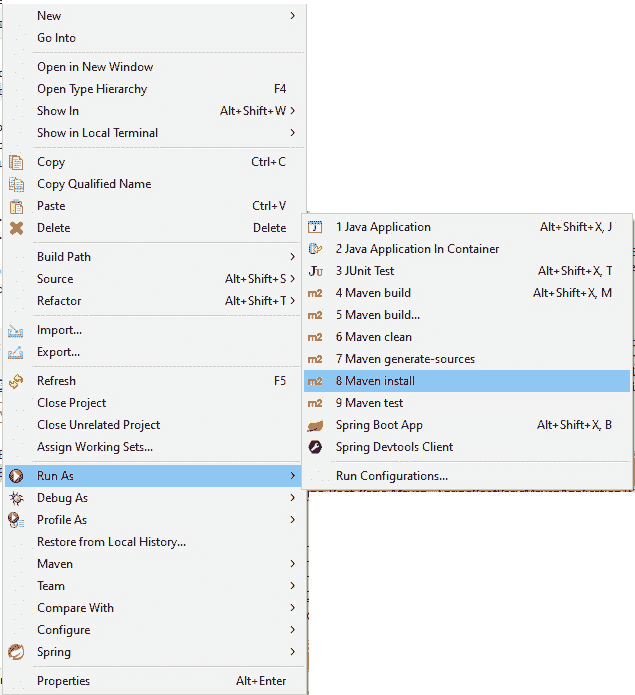 New
Go Into
Open in New Window
Open Type Hierarchy F4
Show In Alt+Shift+W >
Show in Local Terminal
Copy Ctrl+C
Copy Qualified Name
Paste Ctrl+V
Delete Delete
Build Path
Source Alt+Shift+S >
Refactor Alt+Shift+T >
Import...
Export...
Refresh F5
Close Project
Close Unrelated Project
Assign Working Sets...
Run As
Debug As
Profile As
Restore from Local History...
Maven
Team
Compare With
Configure
Spring
Properties Alt+Enter
1 Java Application Alt+Shift+X, J
2 Java Application In Container
Ju 3 JUnit Test Alt+Shift+X, T
m2 4 Maven build Alt+Shift+X, M
m2 5 Maven build...
m2 6 Maven clean
m2 7 Maven generate-sources
m2 8 Maven install
m2 9 Maven test
Spring Boot App Alt+Shift+X, B
Spring Devtools Client
Run Configurations...